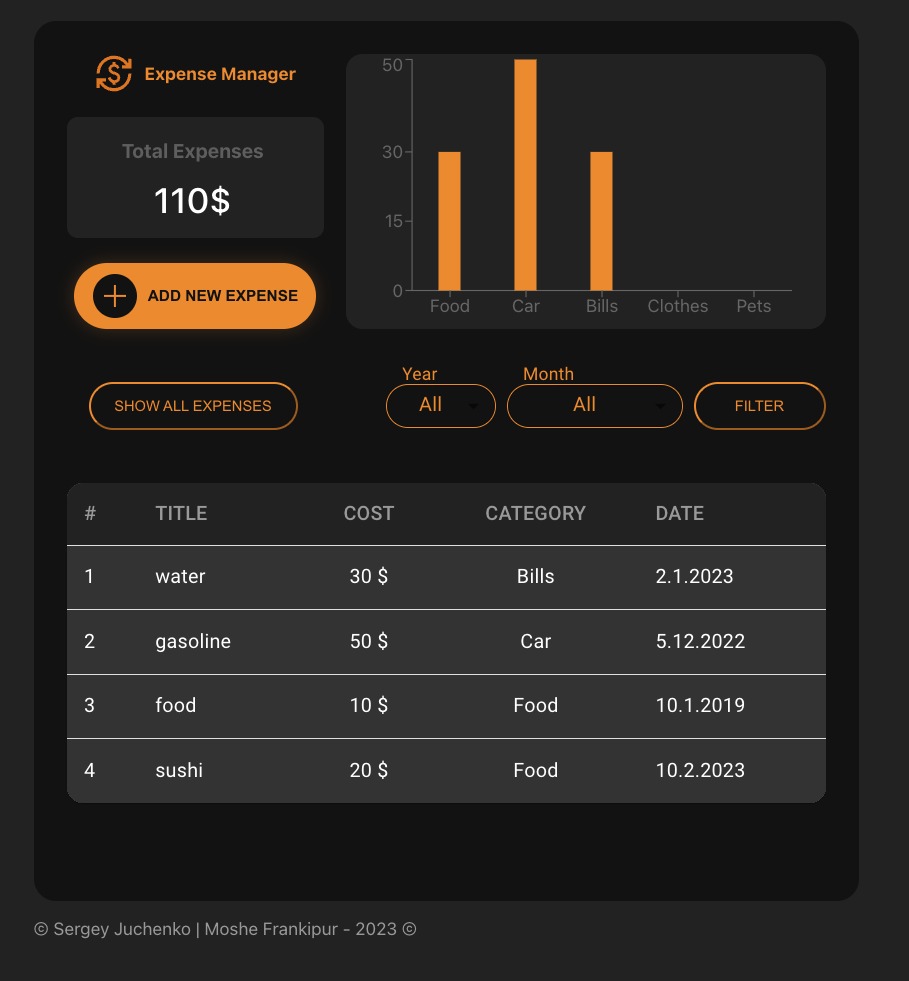 Expense Manager
Total Expenses
110$
ADD NEW EXPENSE
50
30
15
0
Food Car Bills Clothes Pets
SHOW ALL EXPENSES
Year
All
Month
All
FILTER
# TITLE COST CATEGORY DATE
1 water 30 $ Bills 2.1.2023
2 gasoline 50 $ Car 5.12.2022
3 food 10 $ Food 10.1.2019
4 sushi 20 $ Food 10.2.2023
© Sergey Juchenko | Moshe Frankipur - 2023 ©